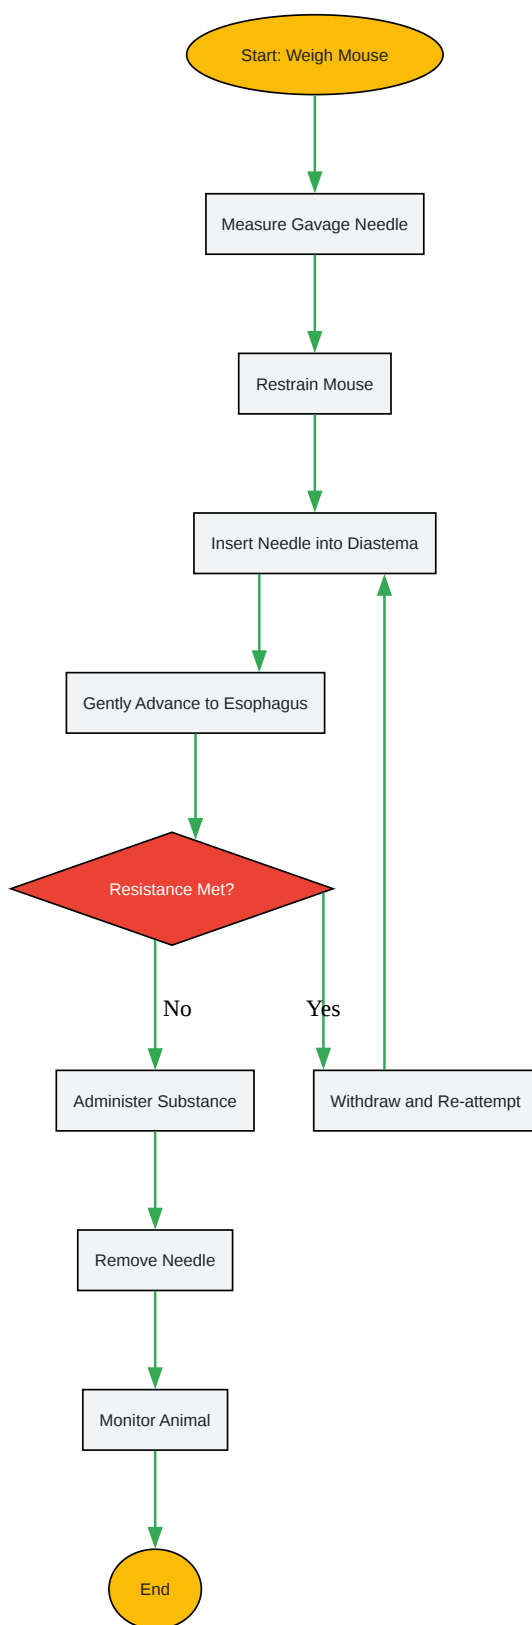 Start: Weigh Mouse
Measure Gavage Needle
Restrain Mouse
Insert Needle into Diastema
Gently Advance to Esophagus
Resistance Met?
No
Yes
Administer Substance
Withdraw and Re-attempt
Remove Needle
Monitor Animal
End